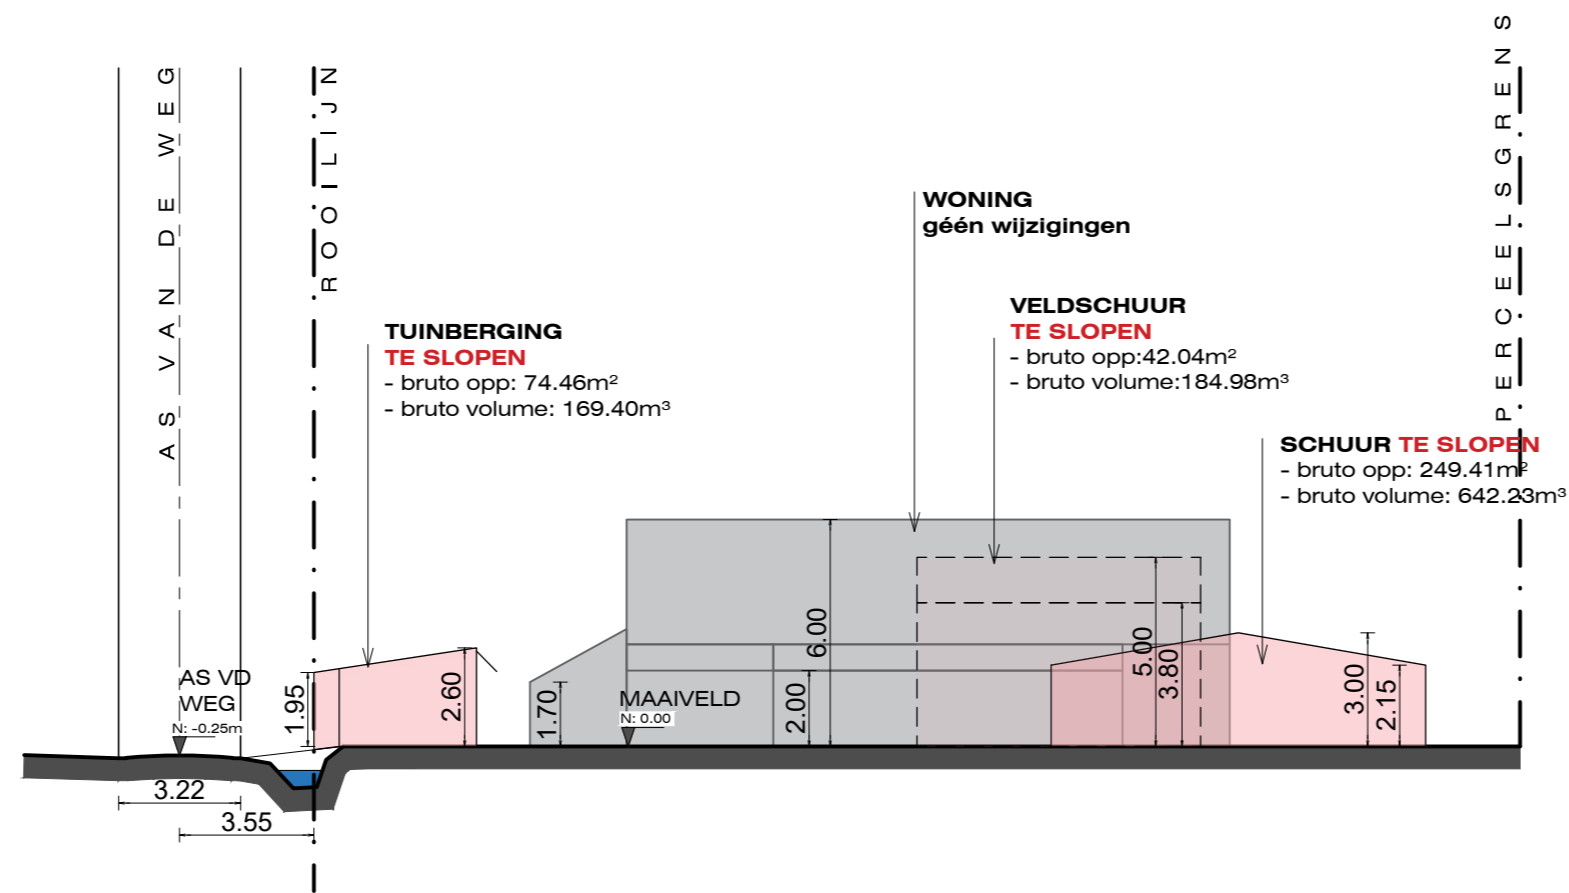 AS VAN DE WEG
ROOILIJN
PERCEELSGRENS
WONING
géén wijzigingen
VELDSCHUUR
TE SLOPEN
- bruto opp:42.04m²
- bruto volume:184.98m³
TUINBERGING
TE SLOPEN
- bruto opp: 74.46m²
- bruto volume: 169.40m³
SCHUUR TE SLOPEN
- bruto opp: 249.41m²
- bruto volume: 642.23m³
AS VD
WEG
N: -0.25m
1.95
2.60
1.70
MAAIVELD
N: 0.00
2.00
6.00
5.00
3.80
3.00
2.15
3.22
3.55